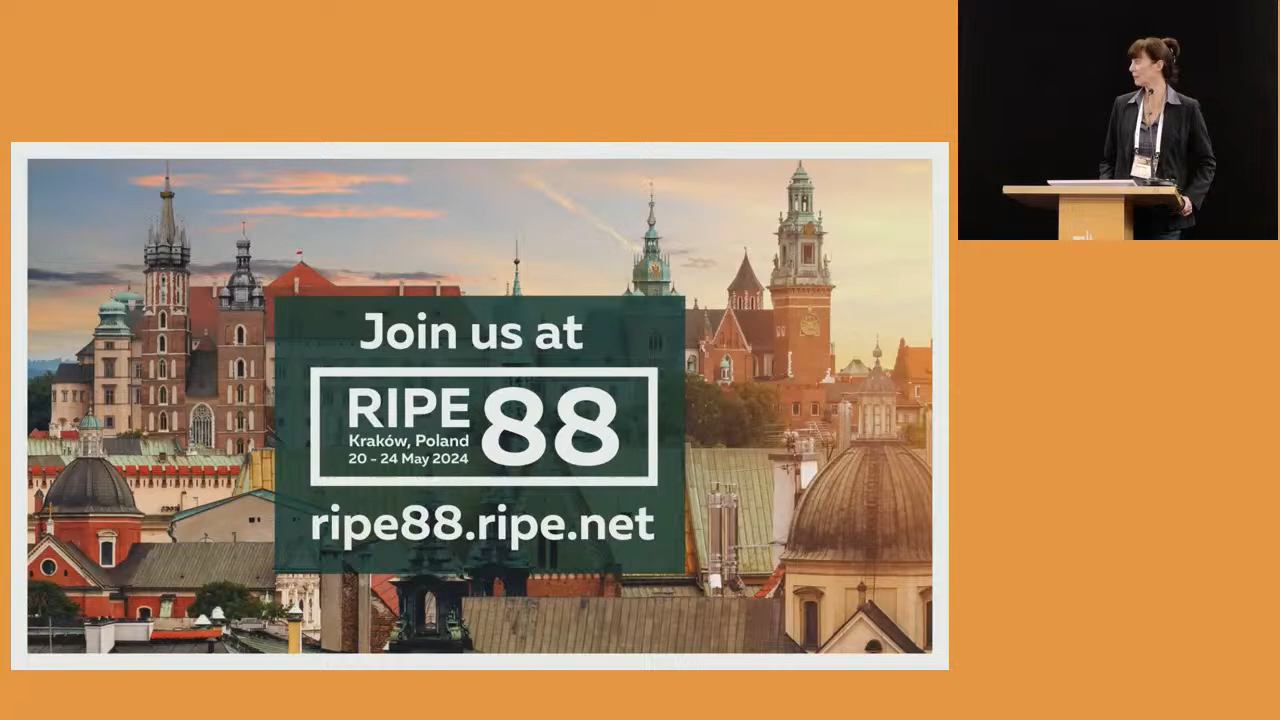 Join us at
RIPE 88
Kraków, Poland
20 - 24 May 2024
ripe88.ripe.net